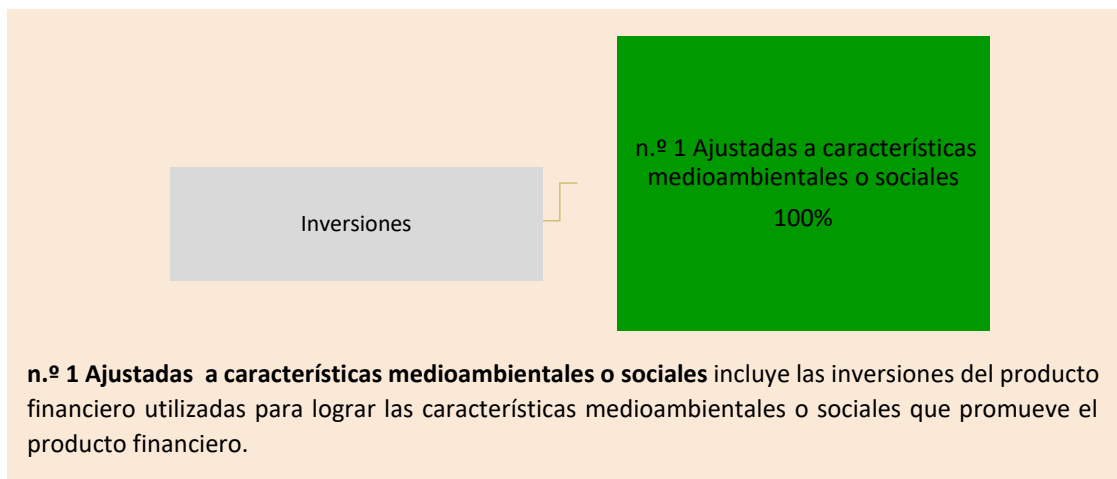 n.º 1 Ajustadas a características
medioambientales o sociales
100%
Inversiones
n.º 1 Ajustadas  a características medioambientales o sociales incluye las inversiones del producto
financiero utilizadas para lograr las características medioambientales o sociales que promueve el
producto financiero.